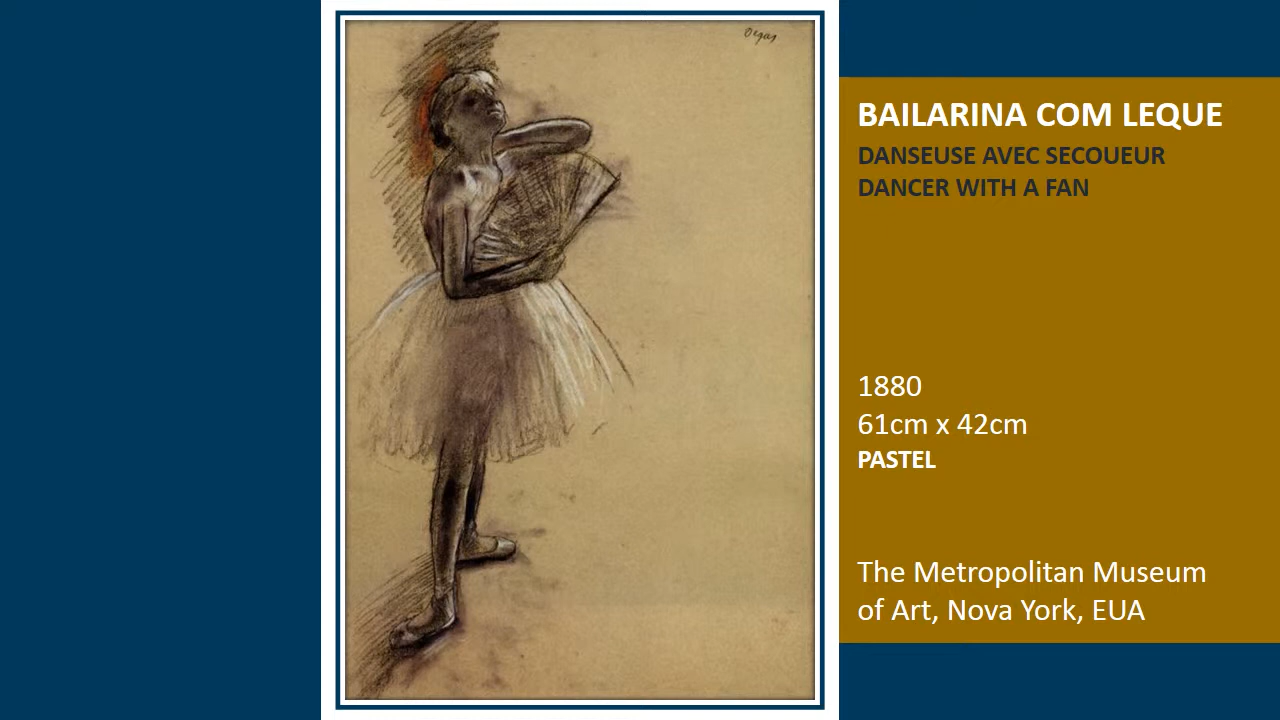 Degas
BAILARINA COM LEQUE
DANSEUSE AVEC SECOUEUR
DANCER WITH A FAN
1880
61cm x 42cm
PASTEL
The Metropolitan Museum
of Art, Nova York, EUA